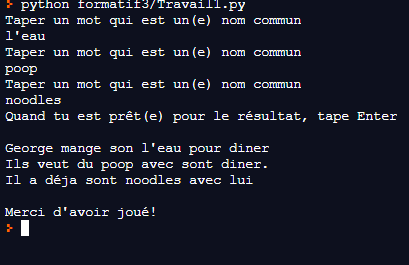 > python formatif3/Travail1.py
Taper un mot qui est un(e) nom commun
l'eau
Taper un mot qui est un(e) nom commun
poop
Taper un mot qui est un(e) nom commun
noodles
Quand tu est prêt(e) pour le résultat, tape Enter
George mange son l'eau pour diner
Ils veut du poop avec sont diner.
Il a déja sont noodles avec lui
Merci d'avoir joué!
>